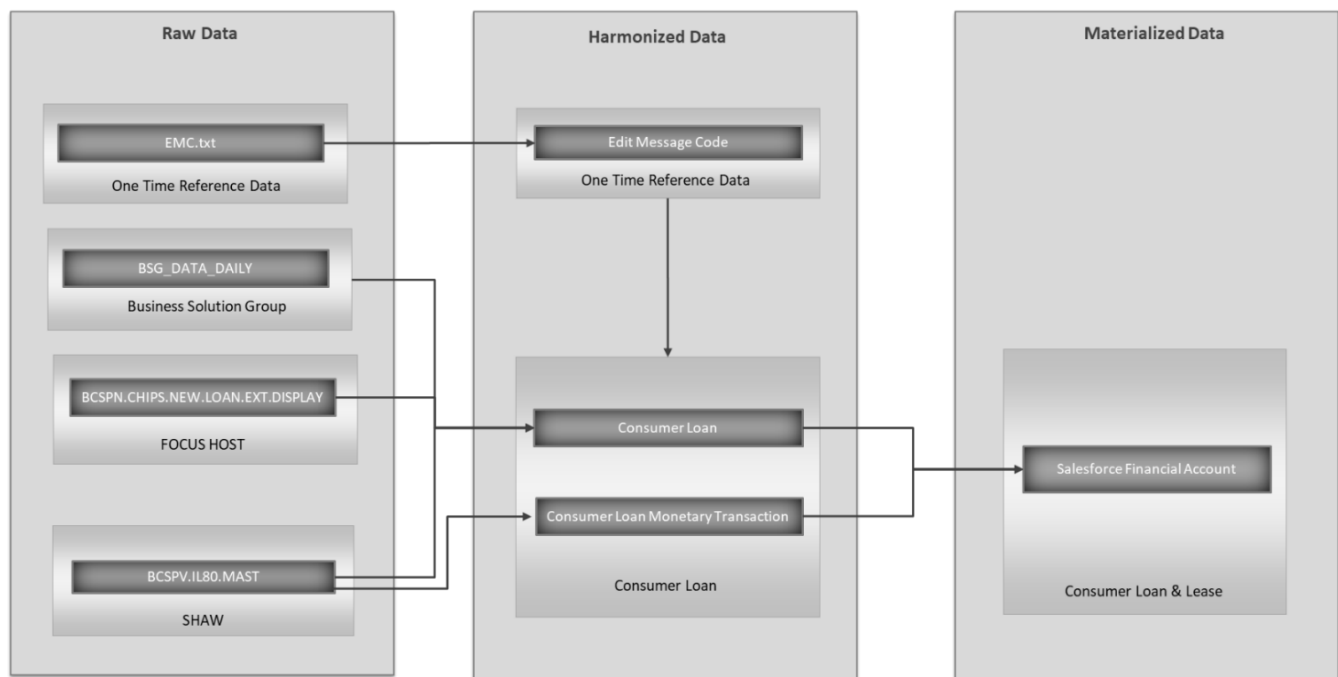 Raw Data
EMC.txt
One Time Reference Data
BSG_DATA_DAILY
Business Solution Group
BCSPN.CHIPS.NEW.LOAN.EXT.DISPLAY
FOCUS HOST
BCSPV.IL80.MAST
SHAW
Harmonized Data
Edit Message Code
One Time Reference Data
Consumer Loan
Consumer Loan Monetary Transaction
Consumer Loan
Materialized Data
Salesforce Financial Account
Consumer Loan & Lease